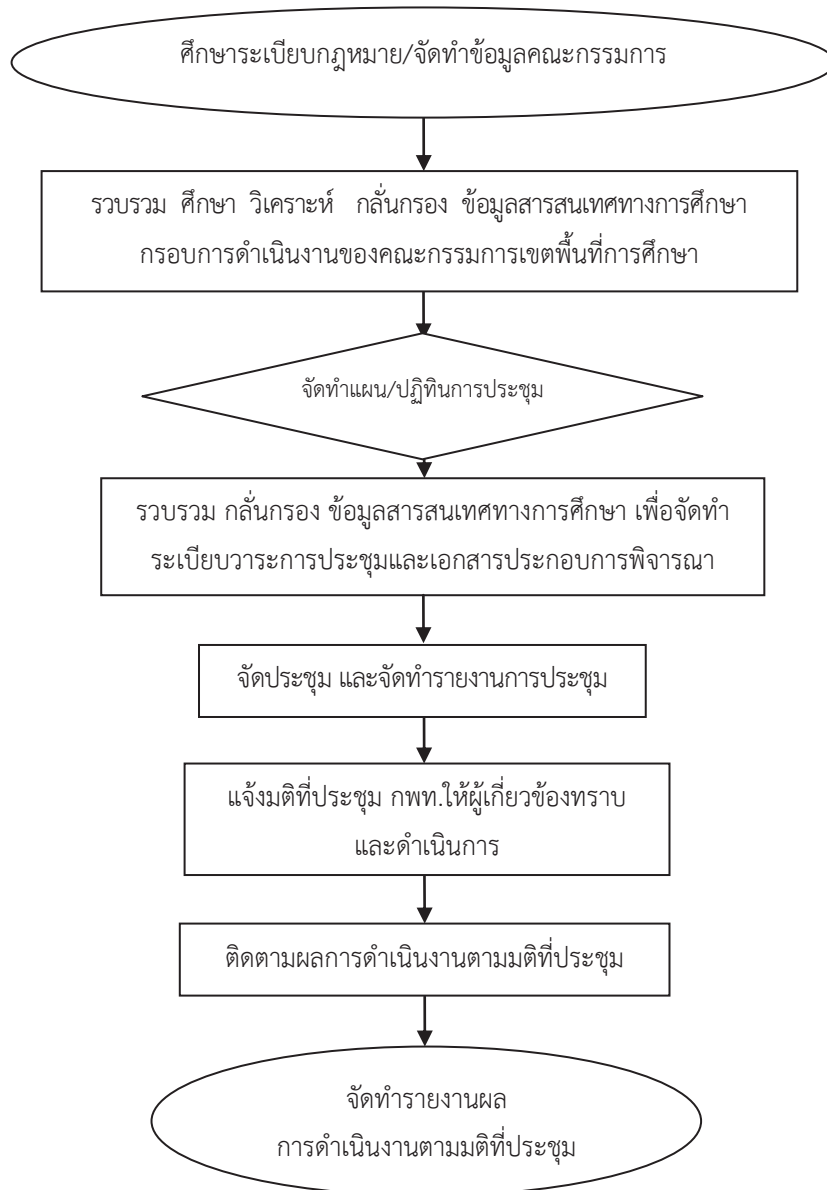 ศึกษาระเบียบกฎหมาย/จัดทำข้อมูลคณะกรรมการ
รวบรวม ศึกษา วิเคราะห์ กลั่นกรอง ข้อมูลสารสนเทศทางการศึกษา
กรอบการดำเนินงานของคณะกรรมการเขตพื้นที่การศึกษา
จัดทำแผน/ปฏิทินการประชุม
รวบรวม กลั่นกรอง ข้อมูลสารสนเทศทางการศึกษา เพื่อจัดทำ
ระเบียบวาระการประชุมและเอกสารประกอบการพิจารณา
จัดประชุม และจัดทำรายงานการประชุม
แจ้งมติที่ประชุม กพท.ให้ผู้เกี่ยวข้องทราบ
และดำเนินการ
ติดตามผลการดำเนินงานตามมติที่ประชุม
จัดทำรายงานผล
การดำเนินงานตามมติที่ประชุม